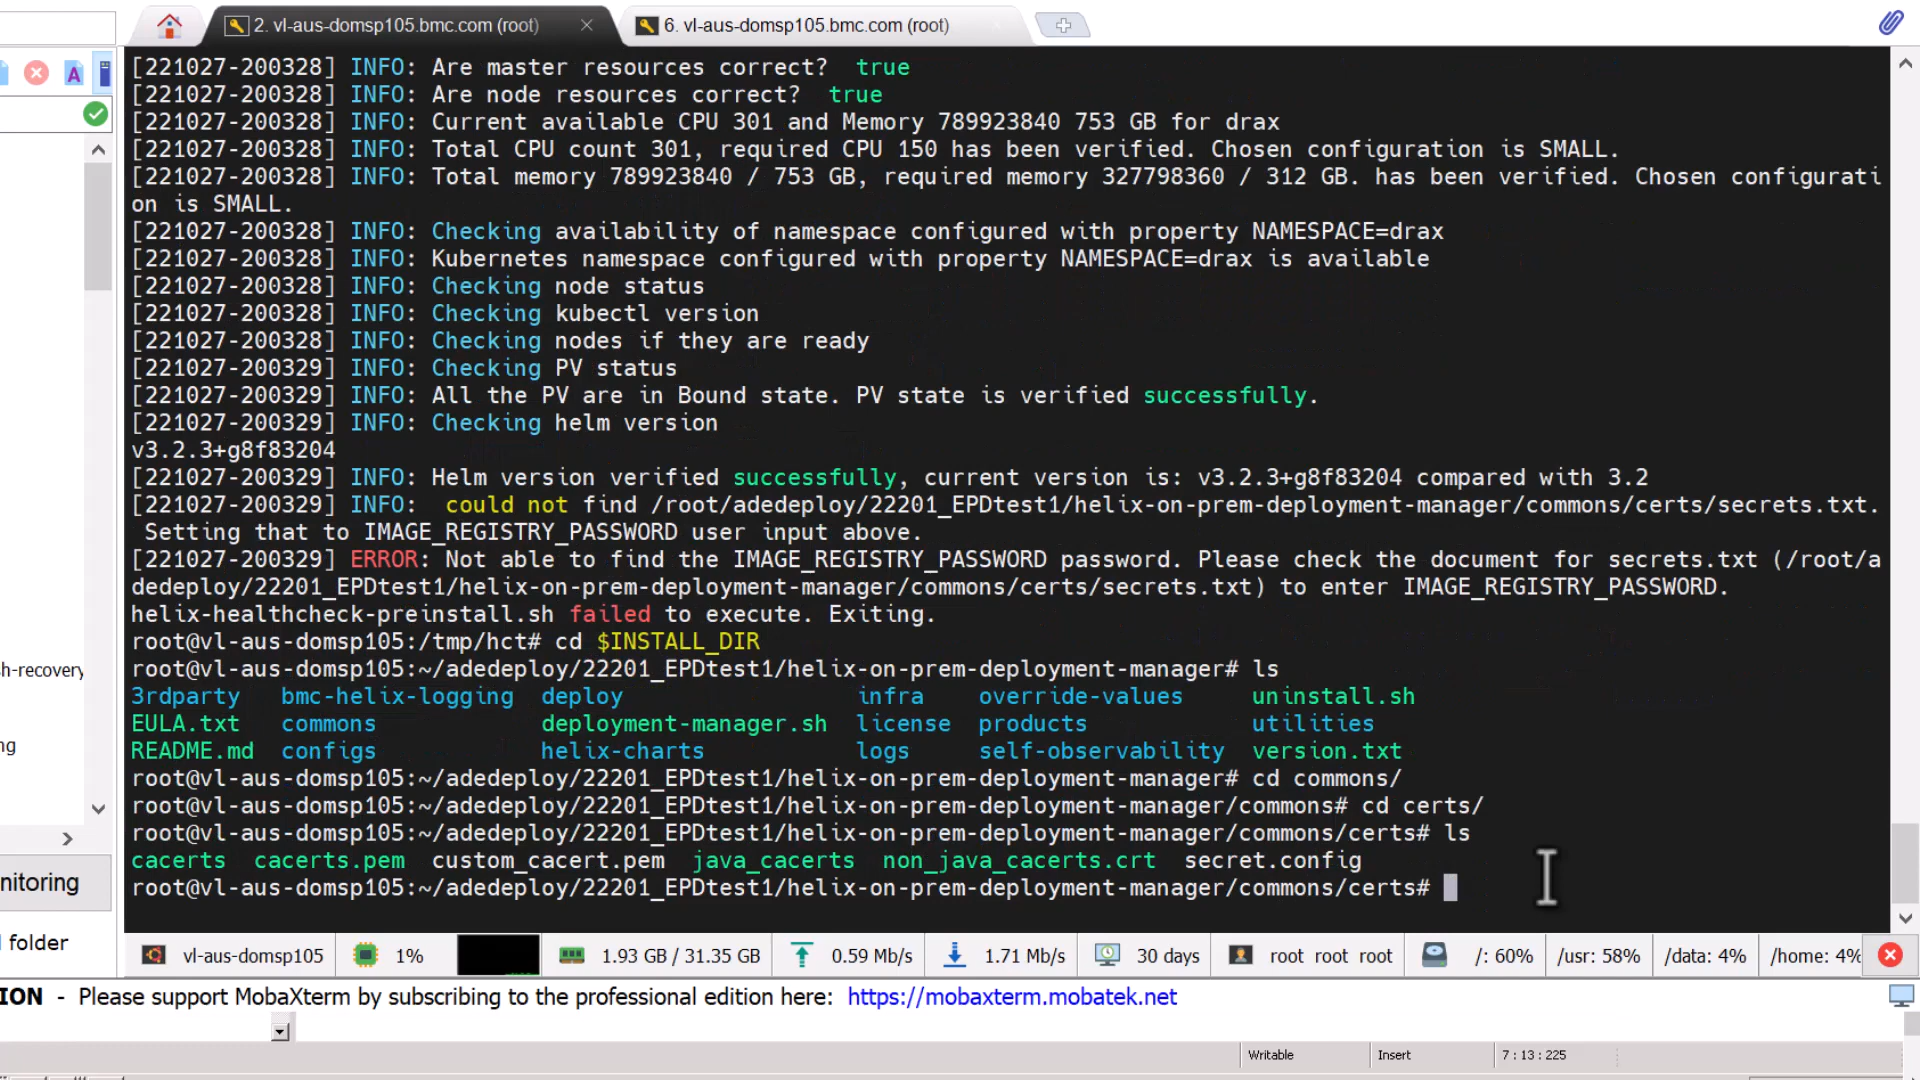 2. vl-aus-domsp105.bmc.com (root)
6. vl-aus-domsp105.bmc.com (root)
[221027-200328] INFO: Are master resources correct?  true
[221027-200328] INFO: Are node resources correct?  true
[221027-200328] INFO: Current available CPU 301 and Memory 789923840 753 GB for drax
[221027-200328] INFO: Total CPU count 301, required CPU 150 has been verified. Chosen configuration is SMALL.
[221027-200328] INFO: Total memory 789923840 / 753 GB, required memory 327798360 / 312 GB. has been verified. Chosen configurati
on is SMALL.
[221027-200328] INFO: Checking availability of namespace configured with property NAMESPACE=drax
[221027-200328] INFO: Kubernetes namespace configured with property NAMESPACE=drax is available
[221027-200328] INFO: Checking node status
[221027-200328] INFO: Checking kubectl version
[221027-200328] INFO: Checking nodes if they are ready
[221027-200329] INFO: Checking PV status
[221027-200329] INFO: All the PV are in Bound state. PV state is verified successfully.
[221027-200329] INFO: Checking helm version
v3.2.3+g8f83204
[221027-200329] INFO: Helm version verified successfully, current version is: v3.2.3+g8f83204 compared with 3.2
[221027-200329] INFO:  could not find /root/adedeploy/22201_EPDtest1/helix-on-prem-deployment-manager/commons/certs/secrets.txt.
Setting that to IMAGE_REGISTRY_PASSWORD user input above.
[221027-200329] ERROR: Not able to find the IMAGE_REGISTRY_PASSWORD password. Please check the document for secrets.txt (/root/a
dedeploy/22201_EPDtest1/helix-on-prem-deployment-manager/commons/certs/secrets.txt) to enter IMAGE_REGISTRY_PASSWORD.
helix-healthcheck-preinstall.sh failed to execute. Exiting.
root@vl-aus-domsp105:/tmp/hct# cd $INSTALL_DIR
root@vl-aus-domsp105:~/adedeploy/22201_EPDtest1/helix-on-prem-deployment-manager# ls
3rdparty bmc-helix-logging deploy infra override-values uninstall.sh
EULA.txt commons deployment-manager.sh license products utilities
README.md configs helix-charts logs self-observability version.txt
root@vl-aus-domsp105:~/adedeploy/22201_EPDtest1/helix-on-prem-deployment-manager# cd commons/
root@vl-aus-domsp105:~/adedeploy/22201_EPDtest1/helix-on-prem-deployment-manager/commons# cd certs/
root@vl-aus-domsp105:~/adedeploy/22201_EPDtest1/helix-on-prem-deployment-manager/commons/certs# ls
cacerts cacerts.pem custom_cacert.pem java_cacerts non_java_cacerts.crt secret.config
root@vl-aus-domsp105:~/adedeploy/22201_EPDtest1/helix-on-prem-deployment-manager/commons/certs#
h-recovery
ng
nitoring
folder
vl-aus-domsp105 1% 1.93 GB / 31.35 GB 0.59 Mb/s 1.71 Mb/s 30 days root root root /: 60% /usr: 58% /data: 4% /home: 4%
ION - Please support MobaXterm by subscribing to the professional edition here: https://mobaxterm.mobatek.net
Writable Insert 7 : 13 : 225